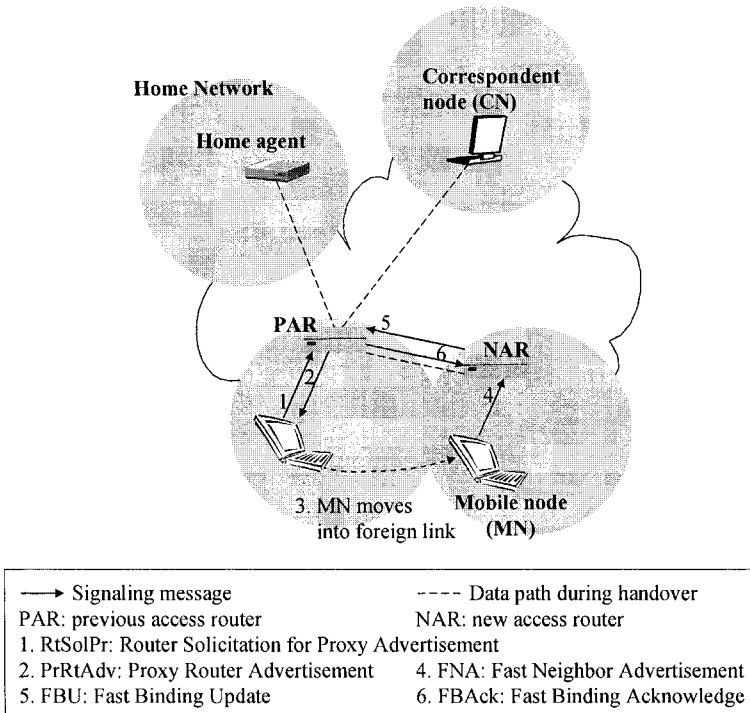 Home Network
Home agent
Correspondent
node (CN)
PAR
5
6
NAR
1
2
4
3. MN moves
into foreign link
Mobile node
(MN)
Signaling message
Data path during handover
PAR: previous access router
NAR: new access router
1. RtSolPr: Router Solicitation for Proxy Advertisement
2. PrRtAdv: Proxy Router Advertisement
4. FNA: Fast Neighbor Advertisement
5. FBU: Fast Binding Update
6. FBAck: Fast Binding Acknowledge